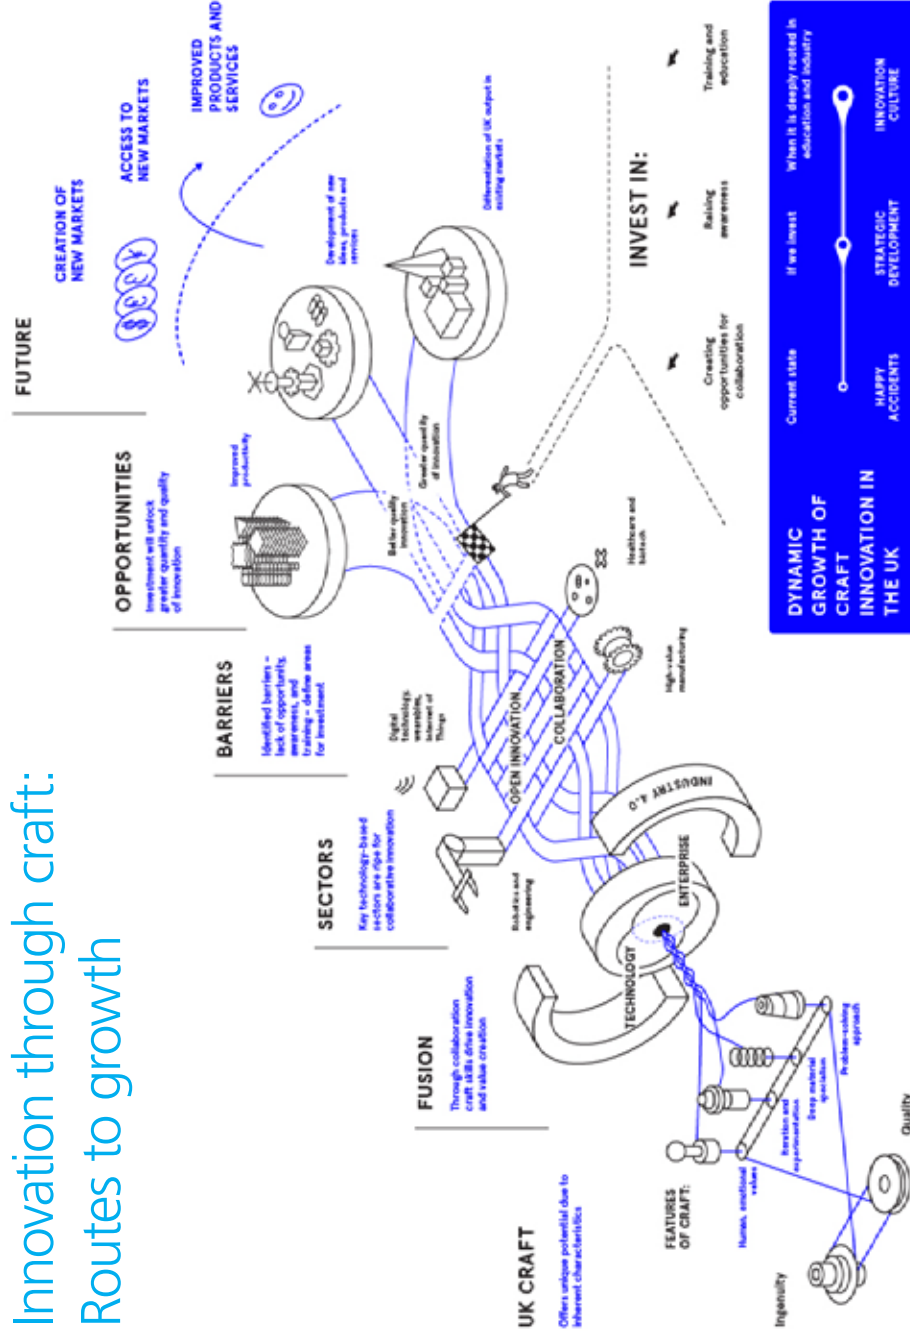 Innovation through craft:
Routes to growth
UK CRAFT
Offers unique potential due to
inherent characteristics
FUSION
Through collaboration
craft skills drive innovation
and value creation
SECTORS
Key technology-based
sectors are ripe for
collaborative innovation
BARRIERS
Identified barriers –
lack of opportunity,
awareness, and
training – define areas
for investment
OPPORTUNITIES
Investment will unlock
greater quantity and quality
of innovation
FUTURE
CREATION OF
NEW MARKETS
ACCESS TO
NEW MARKETS
IMPROVED
PRODUCTS AND
SERVICES
$ £ € ¥
Improved
productivity
Development of new
ideas, products and
services
Differentiation of UK output in
existing markets
Better quality
innovation
Greater quantity
of innovation
Digital
technology,
wearables,
Internet of
Things
Robotics and
engineering
OPEN INNOVATION
COLLABORATION
Healthcare and
biotech
High-value
manufacturing
INDUSTRY 4.0
TECHNOLOGY
ENTERPRISE
FEATURES
OF CRAFT:
Human, emotional
values
Iteration and
experimentation
Deep material
specialism
Problem-solving
approach
Ingenuity
Quality
INVEST IN:
Creating
opportunities for
collaboration
Raising
awareness
Training and
education
DYNAMIC
GROWTH OF
CRAFT
INNOVATION IN
THE UK
Current state
If we invest
When it is deeply rooted in
education and industry
HAPPY
ACCIDENTS
STRATEGIC
DEVELOPMENT
INNOVATION
CULTURE